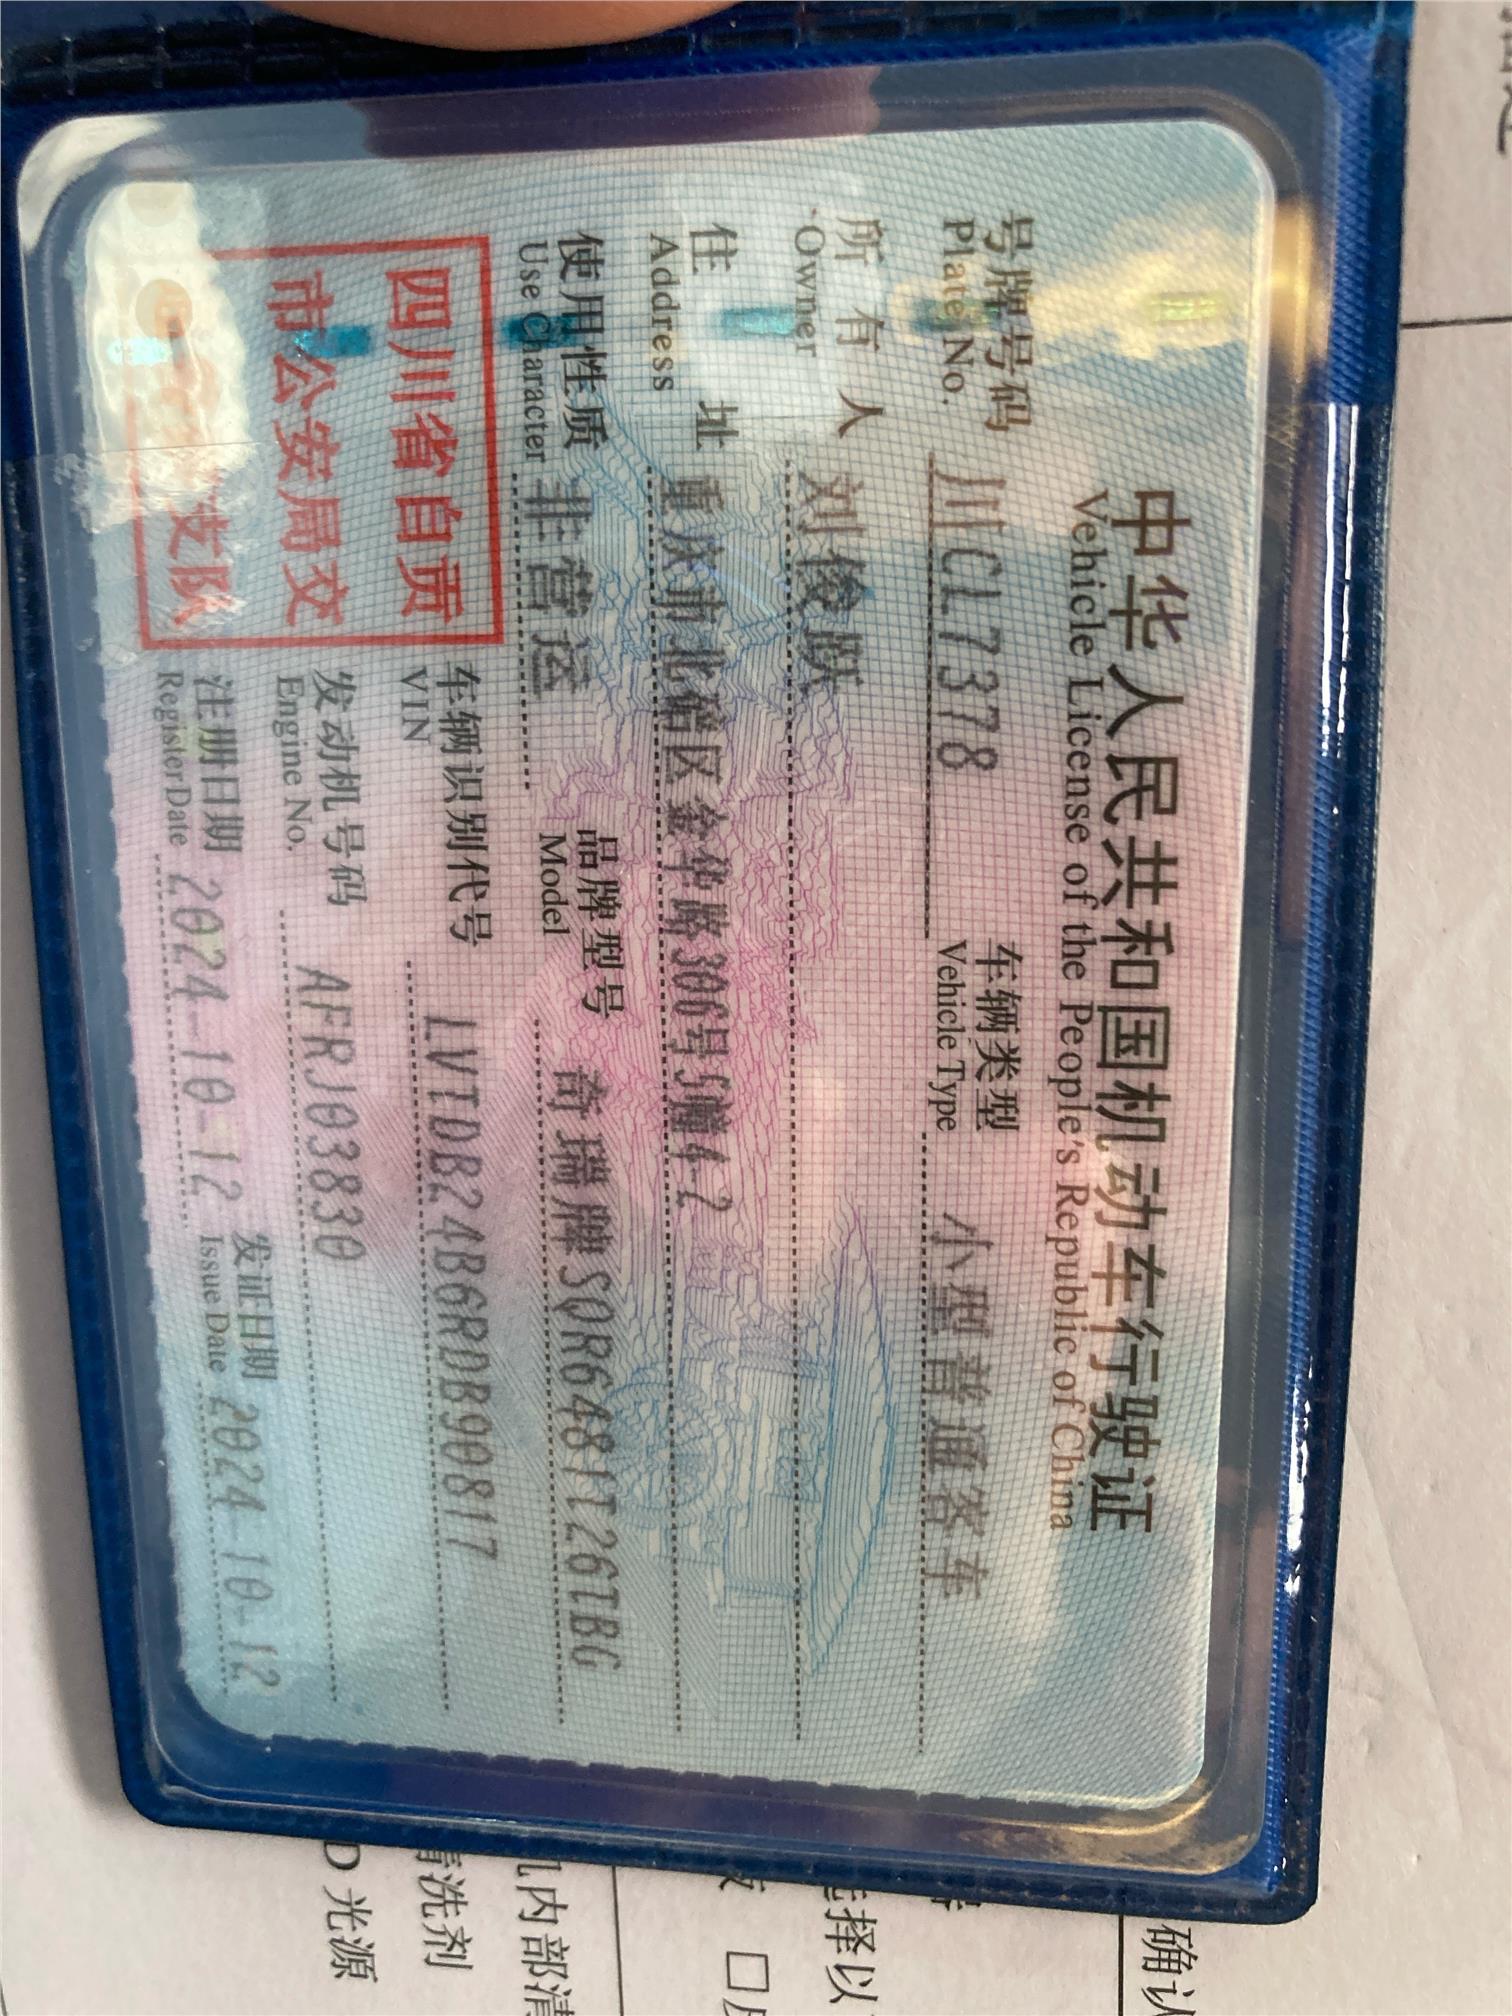 中华人民共和国机动车行驶证
Vehicle License of the People's Republic of China
号牌号码 川CL7378 车辆类型 小型普通客车
Plate No. Vehicle Type
所有人 刘俊跃
Owner
住址 重庆市北碚区金华路306号5幢4-2
Address
使用性质 非营运 品牌型号 奇瑞牌SQR6481T26TBG
Use Character Model
四川省自贡
市公安局交
支队
车辆识别代号 LVTDB24B6RDB90817
VIN
发动机号码 AFRJ03830
Engine No.
注册日期 2024-10-12 发证日期 2024-10-12
Register Date Issue Date
确认
择以
内部清
清洗剂
D 光源